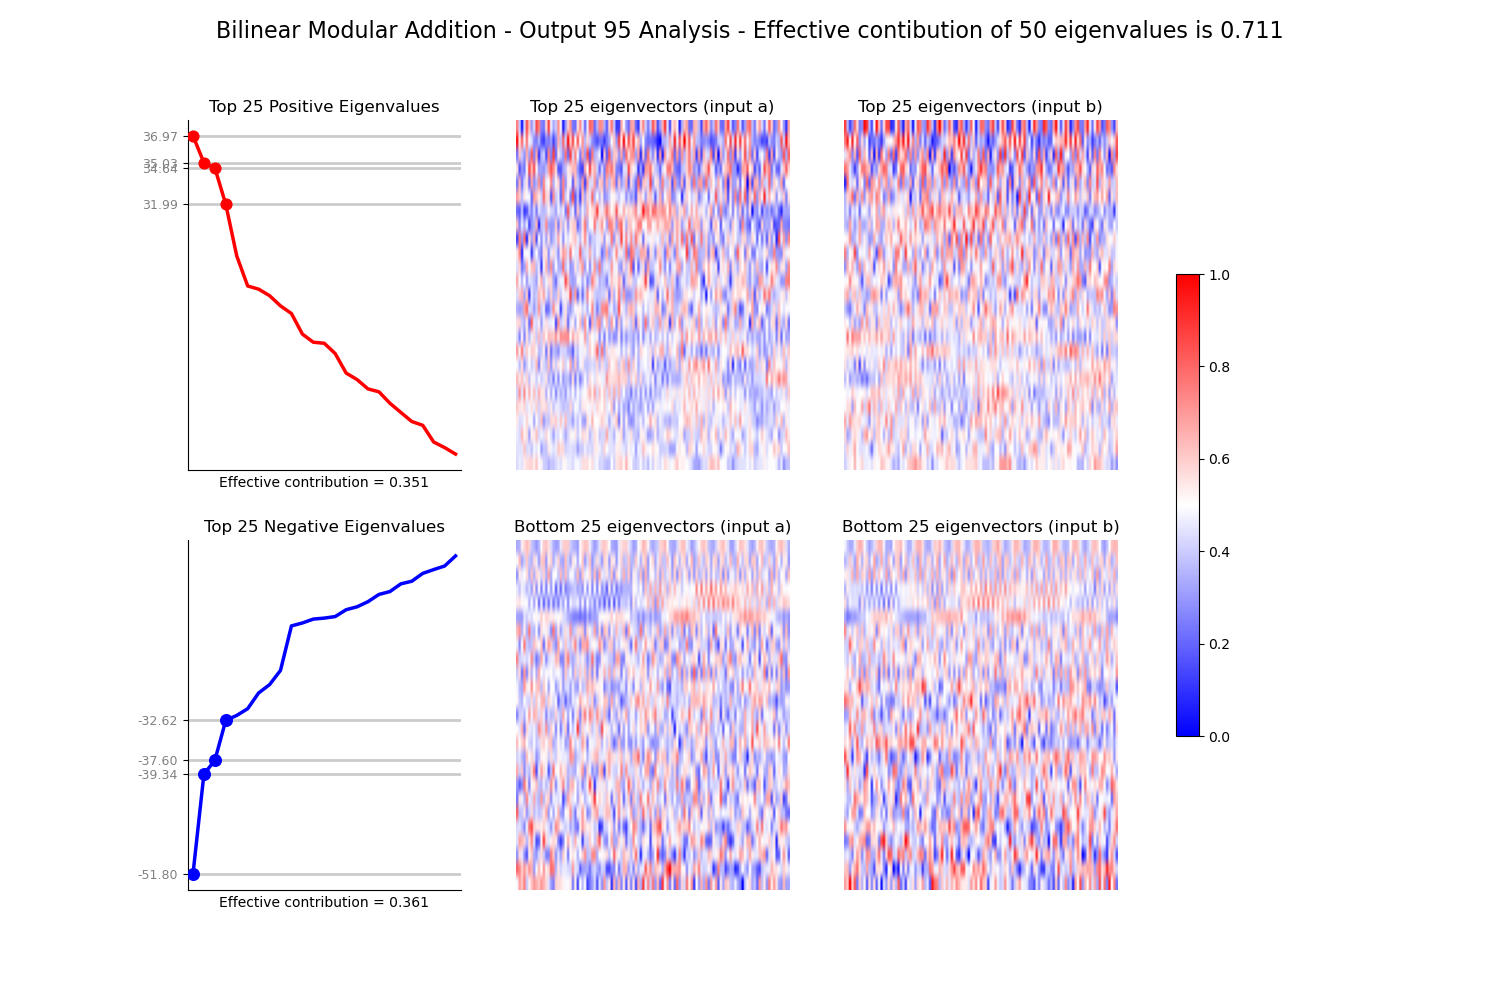 Bilinear Modular Addition - Output 95 Analysis - Effective contibution of 50 eigenvalues is 0.711
Top 25 Positive Eigenvalues
Top 25 eigenvectors (input a)
Top 25 eigenvectors (input b)
36.97
35.03
34.64
31.99
Effective contribution = 0.351
1.0
0.8
0.6
0.4
0.2
0.0
Top 25 Negative Eigenvalues
Bottom 25 eigenvectors (input a)
Bottom 25 eigenvectors (input b)
-32.62
-37.60
-39.34
-51.80
Effective contribution = 0.361